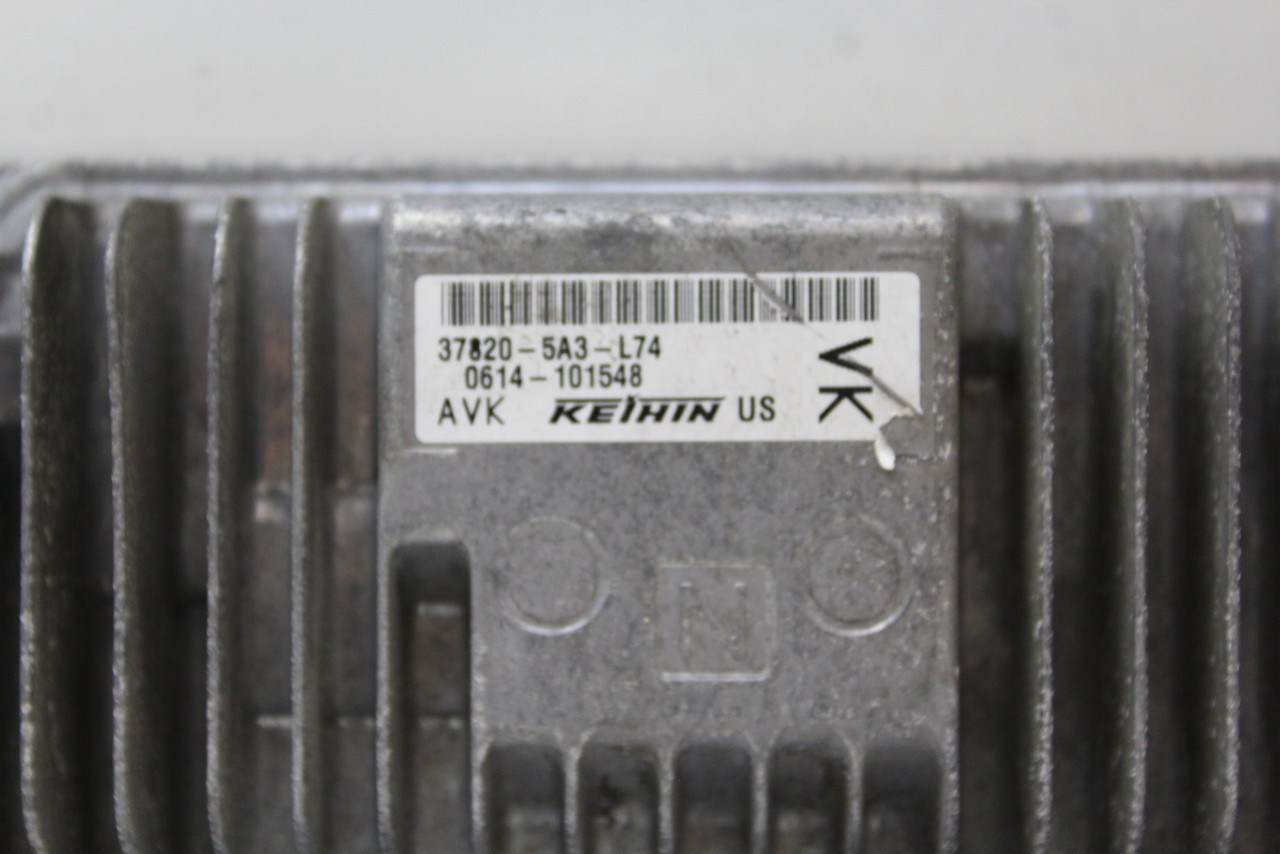 37820-5A3-L74
0614-101548
AVK KEIHIN US
VK
N